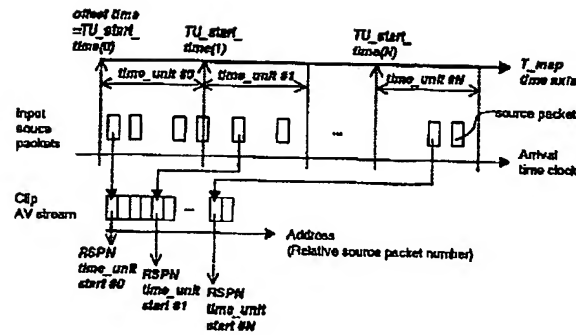 offset time
=TU_start_
time(0)
TU_start_
time(1)
TU_start_
time(N)
T_map
time axis
time_unit #0
time_unit #1
time_unit #N
Input
souce
packets
source packet
...
Arrival
time clock
Clip
AV stream
...
Address
(Relative source packet number)
RSPN
time_unit
start #0
RSPN
time_unit
start #1
RSPN
time_unit
start #N